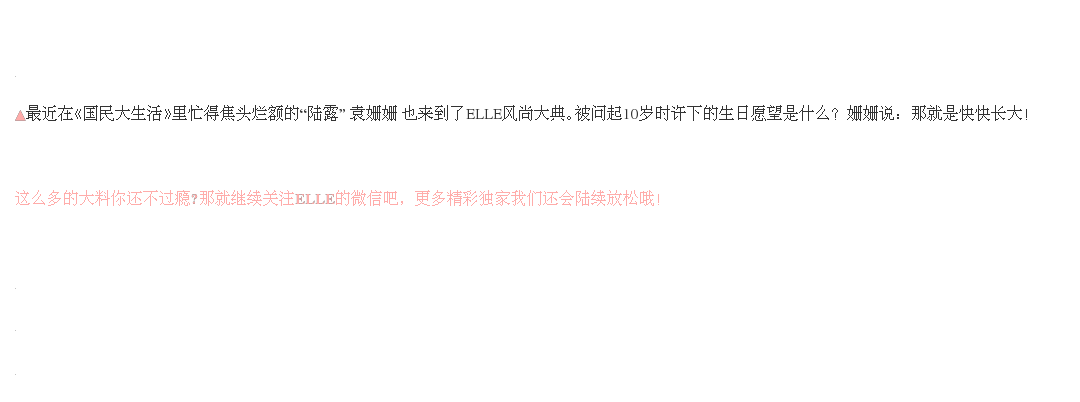 ▲最近在《国民大生活》里忙得焦头烂额的“陆露” 袁姗姗 也来到了ELLE风尚大典。被问起10岁时许下的生日愿望是什么？姗姗说：那就是快快长大!
这么多的大料你还不过瘾?那就继续关注ELLE的微信吧，更多精彩独家我们还会陆续放松哦!